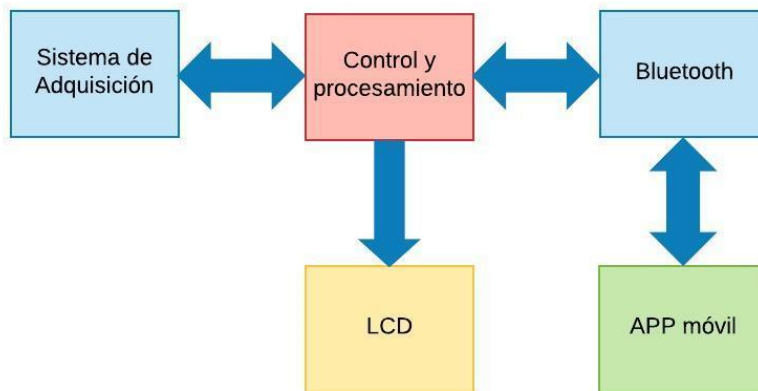 Sistema de
Adquisición
Control y
procesamiento
Bluetooth
LCD
APP móvil